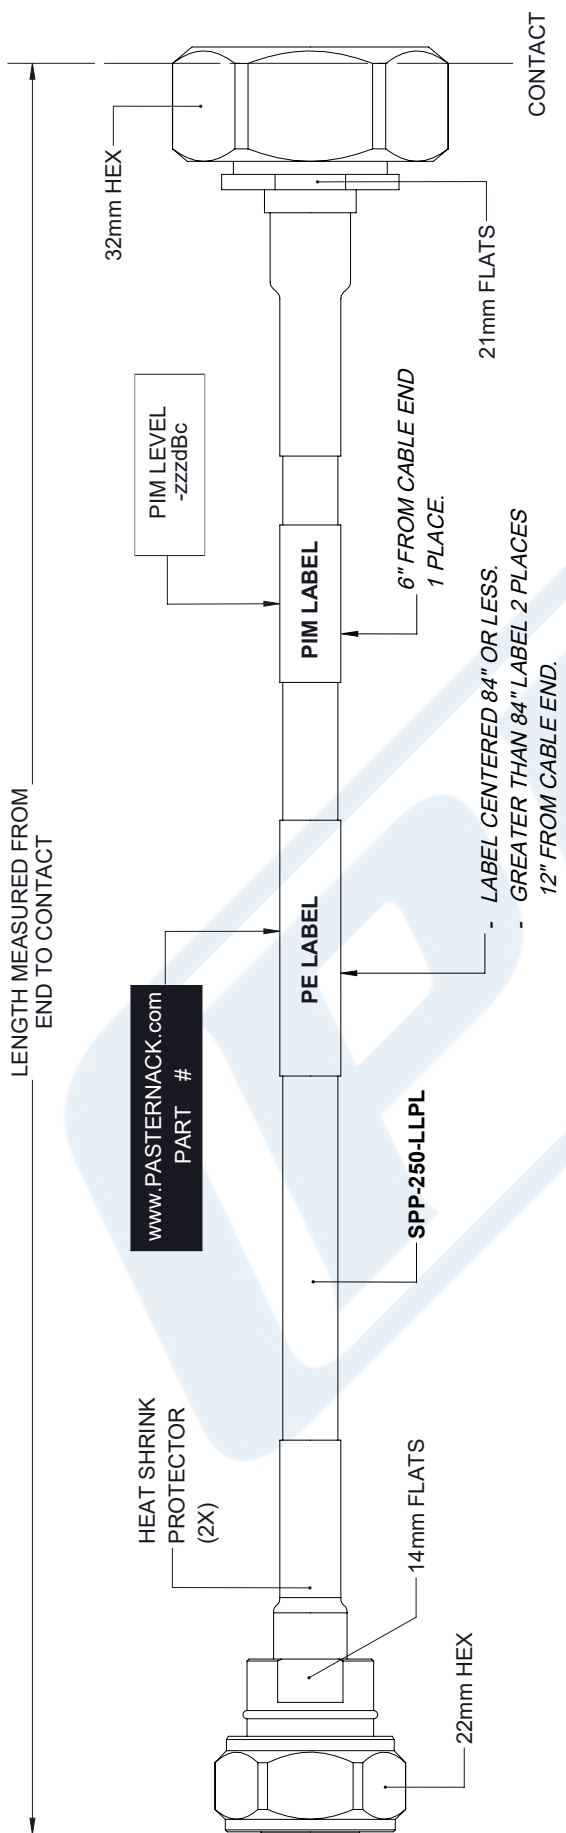 LENGTH MEASURED FROM
END TO CONTACT
CONTACT
32mm HEX
21mm FLATS
PIM LEVEL
-zzzdBc
PIM LABEL
6" FROM CABLE END
1 PLACE.
www.PASTERNACK.com
PART #
PE LABEL
- LABEL CENTERED 84" OR LESS.
- GREATER THAN 84" LABEL 2 PLACES
12" FROM CABLE END.
SPP-250-LLPL
HEAT SHRINK
PROTECTOR
(2X)
14mm FLATS
22mm HEX